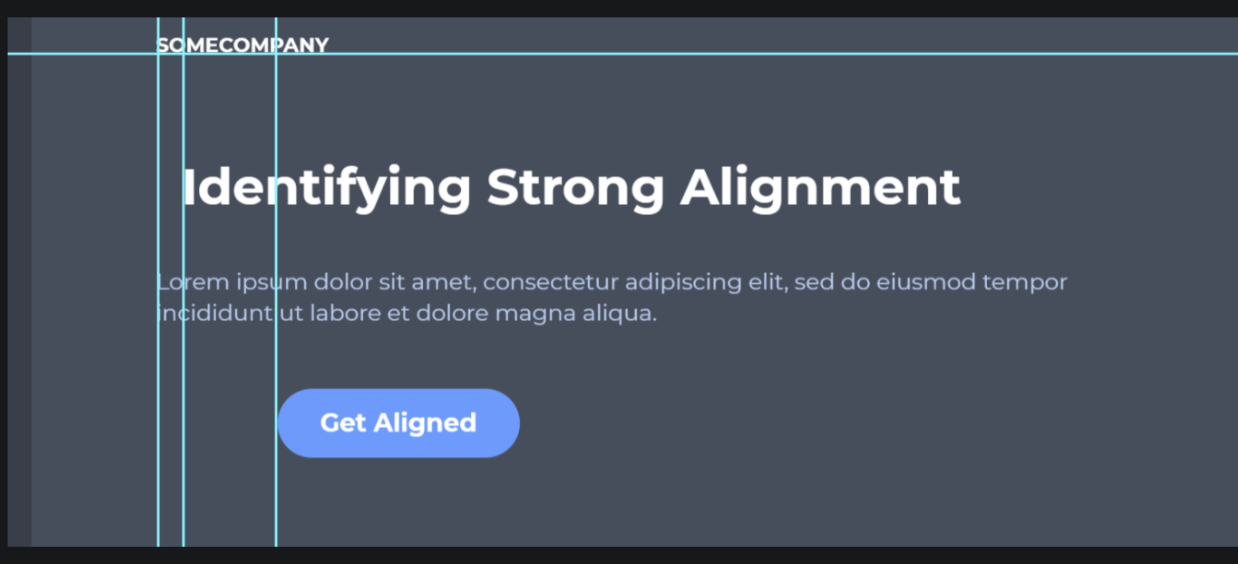 SOMECOMPANY
Identifying Strong Alignment
Lorem ipsum dolor sit amet, consectetur adipiscing elit, sed do eiusmod tempor
incididunt ut labore et dolore magna aliqua.
Get Aligned